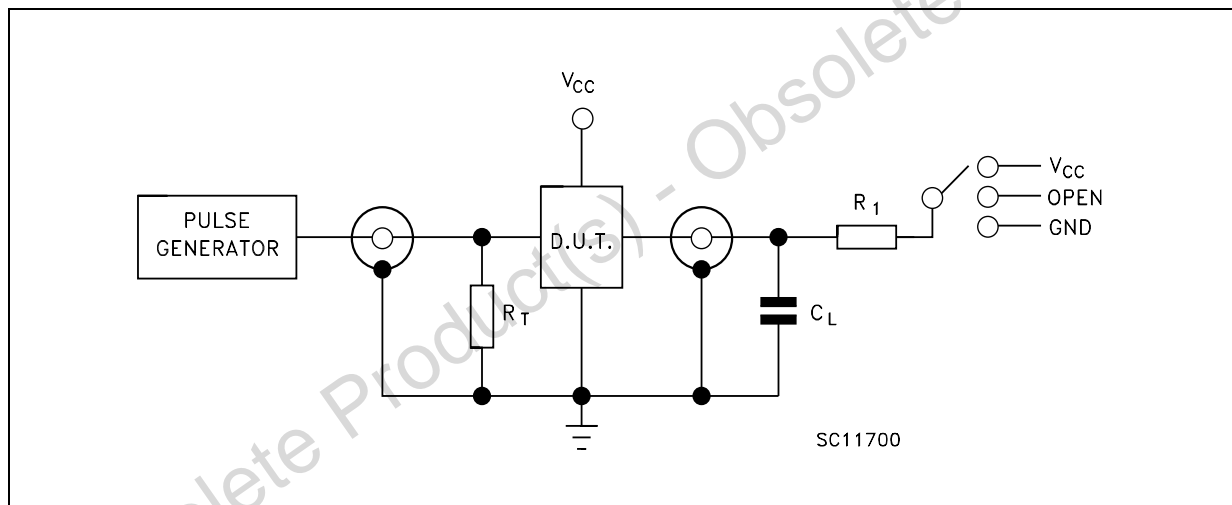 VCC
PULSE
GENERATOR
D.U.T.
RT
R1
CL
VCC
OPEN
GND
SC11700
Obsolete Product(s) - Obsolete